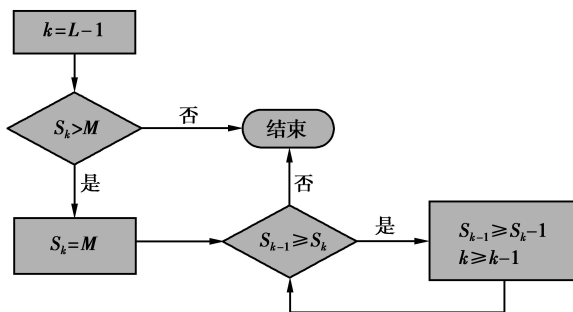 k=L-1
S_k>M
否
结束
是
否
S_k=M
S_{k-1}≥S_k
是
S_{k-1}≥S_k-1
k≥k-1